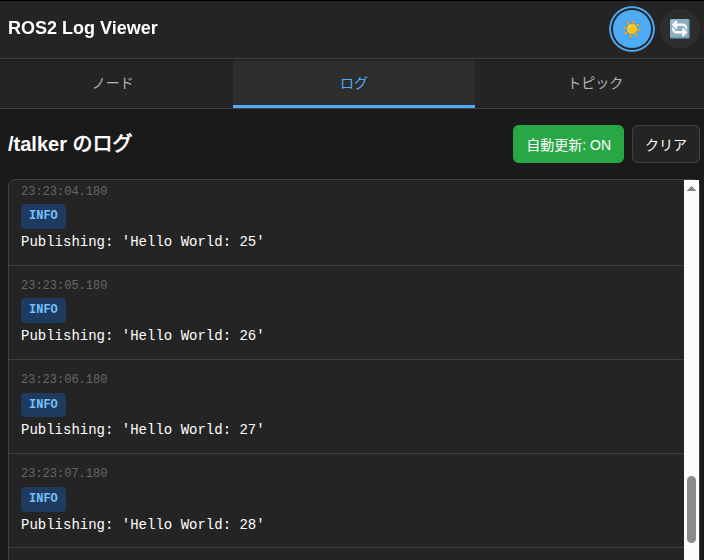 ROS2 Log Viewer
ノード ログ トピック
/talker のログ 自動更新: ON クリア
23:23:04.180
INFO
Publishing: 'Hello World: 25'
23:23:05.180
INFO
Publishing: 'Hello World: 26'
23:23:06.180
INFO
Publishing: 'Hello World: 27'
23:23:07.180
INFO
Publishing: 'Hello World: 28'